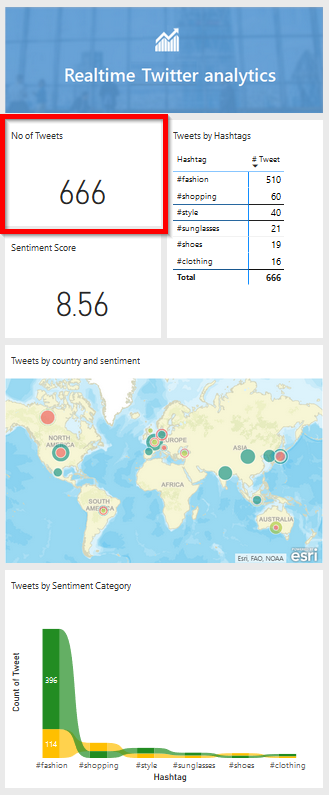 Realtime Twitter analytics
No of Tweets
666
Sentiment Score
8.56
Tweets by Hashtags
Hashtag # Tweet
#fashion 510
#shopping 60
#style 40
#sunglasses 21
#shoes 19
#clothing 16
Total 666
Tweets by country and sentiment
NORTH
AMERICA
EUROPE
ASIA
AFRICA
SOUTH
AMERICA
AUSTRALIA
Esri, FAO, NOAA
esri
Tweets by Sentiment Category
Count of Tweet
396
114
#fashion #shopping #style #sunglasses #shoes #clothing
Hashtag